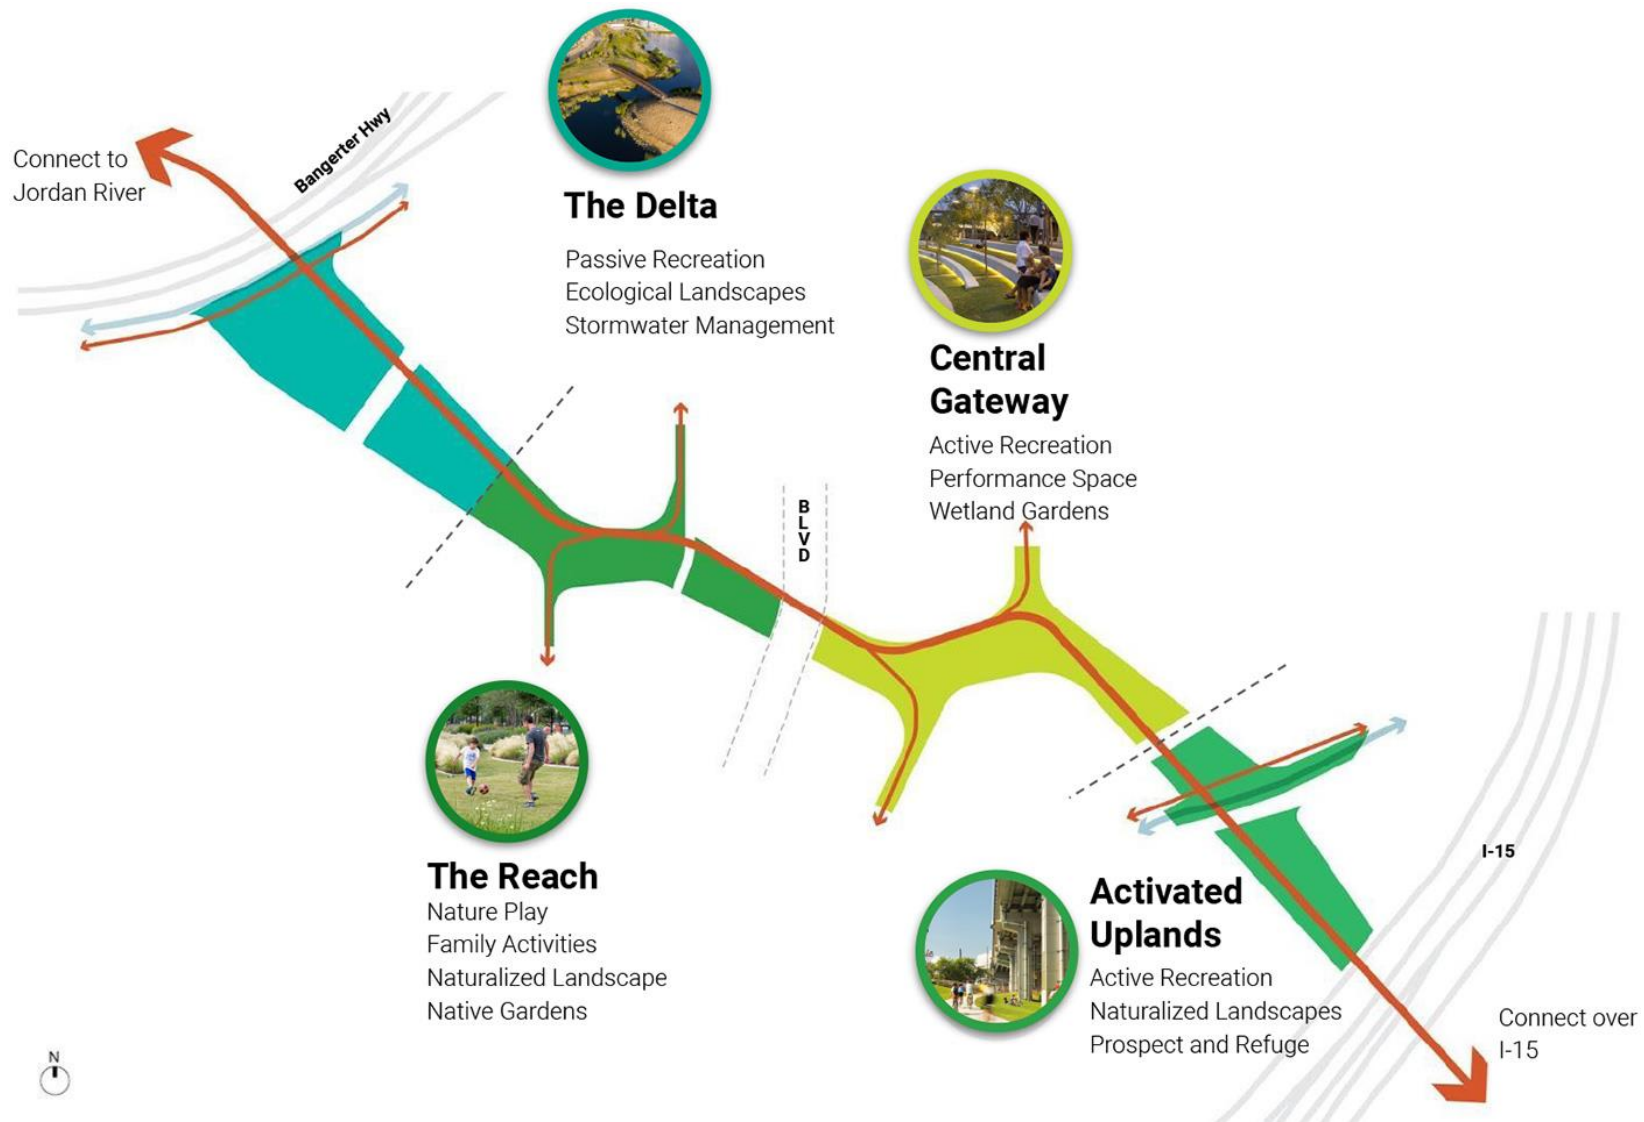 Connect to
Jordan River
Bangerter Hwy
The Delta
Passive Recreation
Ecological Landscapes
Stormwater Management
Central
Gateway
Active Recreation
Performance Space
Wetland Gardens
B
L
V
D
The Reach
Nature Play
Family Activities
Naturalized Landscape
Native Gardens
Activated
Uplands
Active Recreation
Naturalized Landscapes
Prospect and Refuge
I-15
Connect over
I-15
N